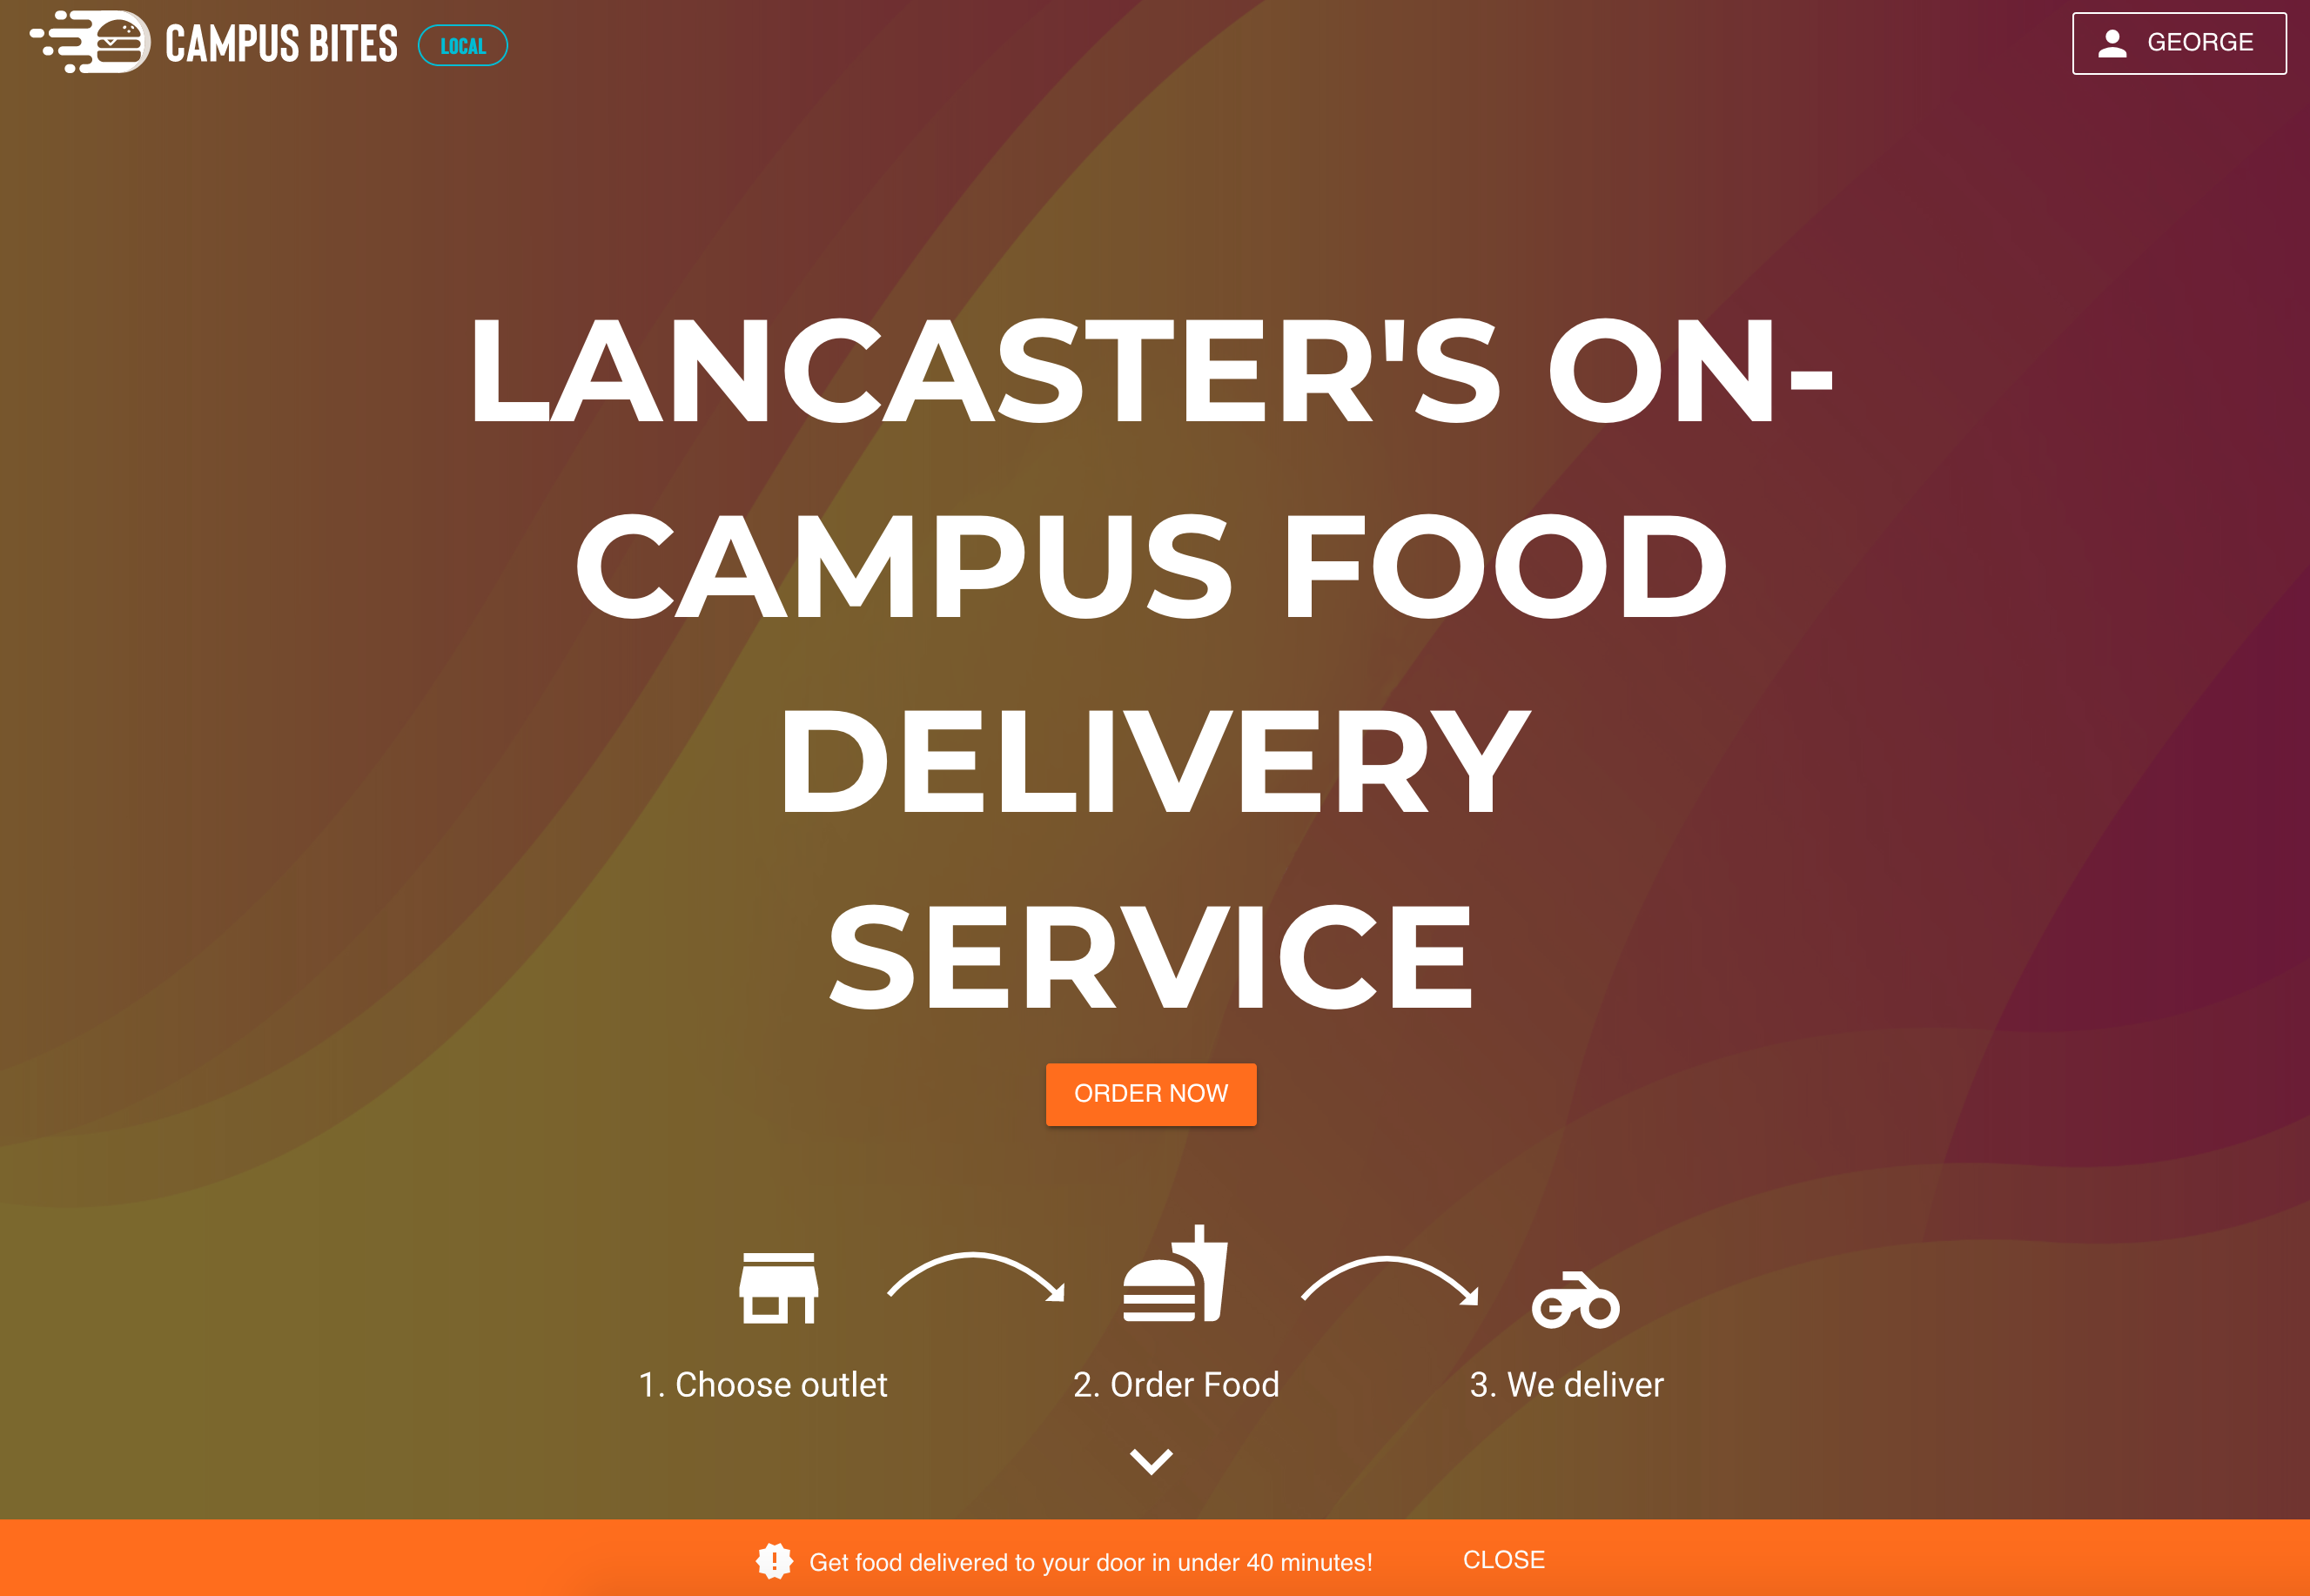 CAMPUS BITES
LOCAL
GEORGE
LANCASTER'S ON-
CAMPUS FOOD
DELIVERY
SERVICE
ORDER NOW
1. Choose outlet
2. Order Food
3. We deliver
Get food delivered to your door in under 40 minutes!
CLOSE